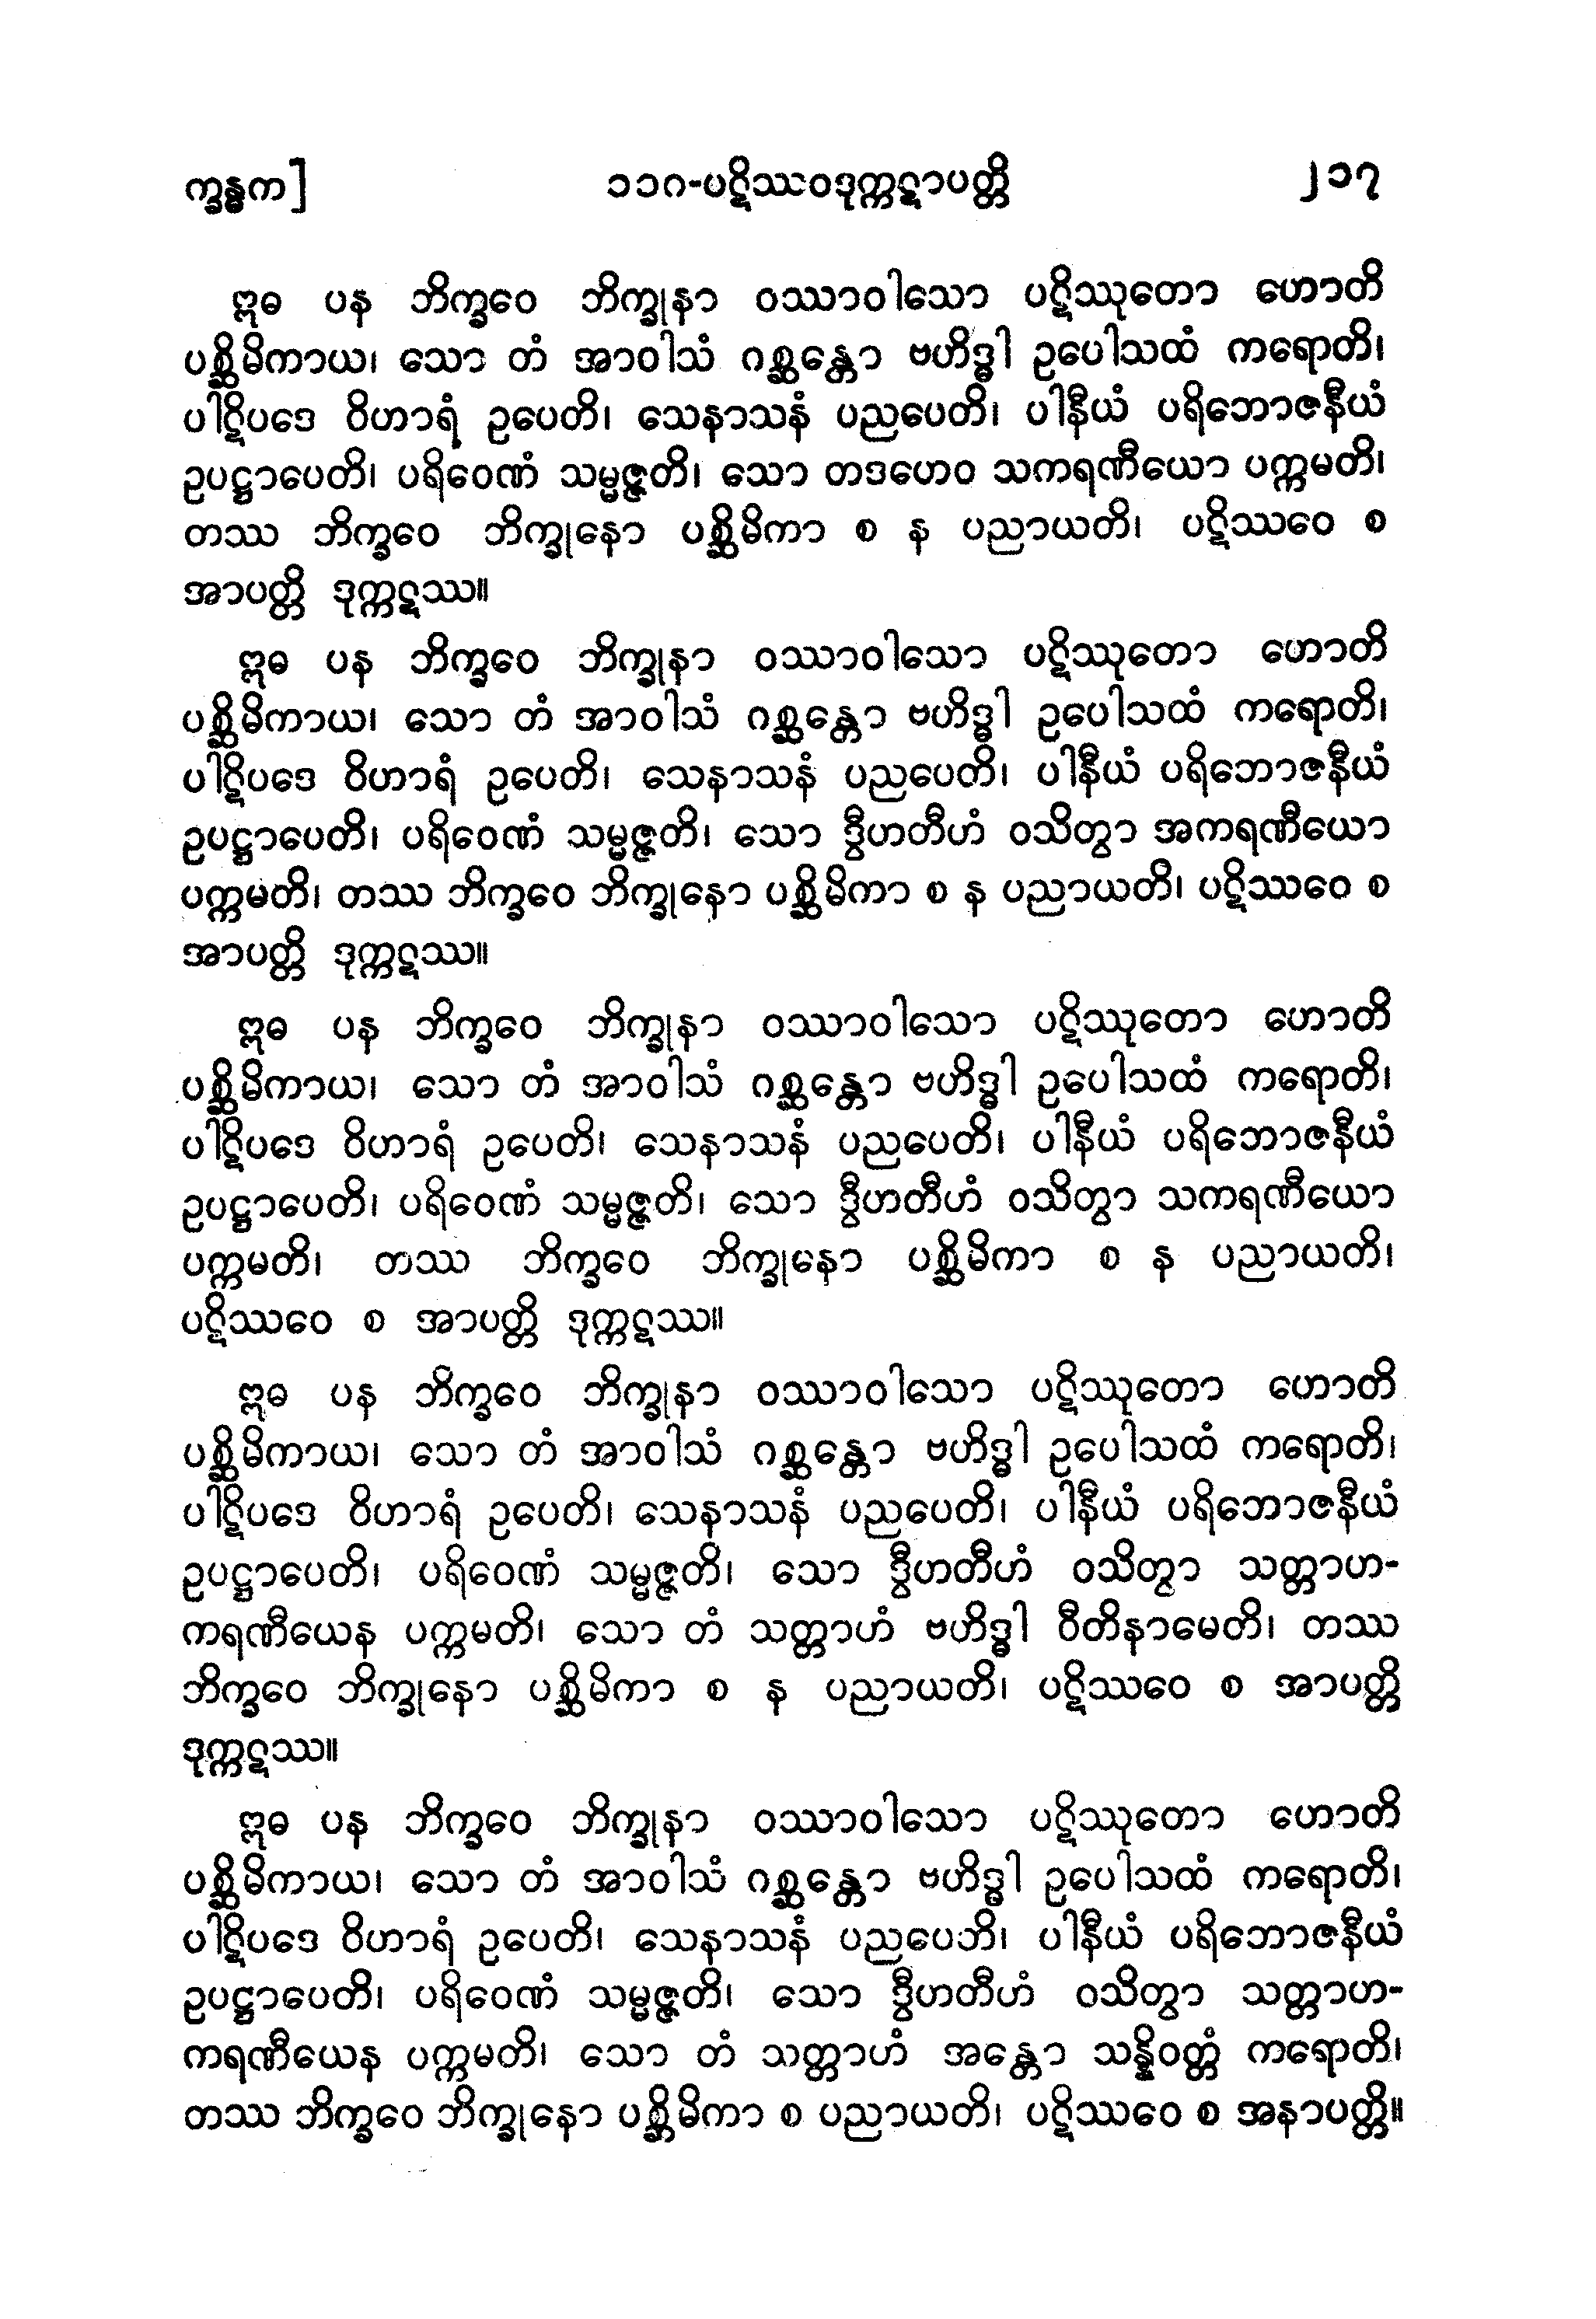 က္ခန္ဓက]
၁၁ဂ-ပဋိဿဝဒုက္ကဋာပတ္တိ
၂၁၇
ဣဓ ပန ဘိက္ခဝေ ဘိက္ခုနာ ဝဿာဝါသော ပဋိဿုတော ဟောတိ
ပစ္ဆိမိကာယ၊ သော တံ အာဝါသံ ဂစ္ဆန္တော ဗဟိဒ္ဓါ ဥပေါသထံ ကရောတိ၊
ပါဋိပဒေ ဝိဟာရံ ဥပေတိ၊ သေနာသနံ ပညပေတိ၊ ပါနီယံ ပရိဘောဇနီယံ
ဥပဋ္ဌာပေတိ၊ ပရိဝေဏံ သမ္မဇ္ဇတိ၊ သော တဒဟေဝ သကရဏီယော ပက္ကမတိ၊
တဿ ဘိက္ခဝေ ဘိက္ခုနော ပစ္ဆိမိကာ စ န ပညာယတိ၊ ပဋိဿဝေ စ
အာပတ္တိ ဒုက္ကဋဿ။
ဣဓ ပန ဘိက္ခဝေ ဘိက္ခုနာ ဝဿာဝါသော ပဋိဿုတော ဟောတိ
ပစ္ဆိမိကာယ၊ သော တံ အာဝါသံ ဂစ္ဆန္တော ဗဟိဒ္ဓါ ဥပေါသထံ ကရောတိ၊
ပါဋိပဒေ ဝိဟာရံ ဥပေတိ၊ သေနာသနံ ပညပေတိ၊ ပါနီယံ ပရိဘောဇနီယံ
ဥပဋ္ဌာပေတိ၊ ပရိဝေဏံ သမ္မဇ္ဇတိ၊ သော ဒွီဟတီဟံ ဝသိတွာ အကရဏီယော
ပက္ကမတိ၊ တဿ ဘိက္ခဝေ ဘိက္ခုနော ပစ္ဆိမိကာ စ န ပညာယတိ၊ ပဋိဿဝေ စ
အာပတ္တိ ဒုက္ကဋဿ။
ဣဓ ပန ဘိက္ခဝေ ဘိက္ခုနာ ဝဿာဝါသော ပဋိဿုတော ဟောတိ
ပစ္ဆိမိကာယ၊ သော တံ အာဝါသံ ဂစ္ဆန္တော ဗဟိဒ္ဓါ ဥပေါသထံ ကရောတိ၊
ပါဋိပဒေ ဝိဟာရံ ဥပေတိ၊ သေနာသနံ ပညပေတိ၊ ပါနီယံ ပရိဘောဇနီယံ
ဥပဋ္ဌာပေတိ၊ ပရိဝေဏံ သမ္မဇ္ဇတိ၊ သော ဒွီဟတီဟံ ဝသိတွာ သကရဏီယော
ပက္ကမတိ၊ တဿ ဘိက္ခဝေ ဘိက္ခုနော ပစ္ဆိမိကာ စ န ပညာယတိ၊
ပဋိဿဝေ စ အာပတ္တိ ဒုက္ကဋဿ။
ဣဓ ပန ဘိက္ခဝေ ဘိက္ခုနာ ဝဿာဝါသော ပဋိဿုတော ဟောတိ
ပစ္ဆိမိကာယ၊ သော တံ အာဝါသံ ဂစ္ဆန္တော ဗဟိဒ္ဓါ ဥပေါသထံ ကရောတိ၊
ပါဋိပဒေ ဝိဟာရံ ဥပေတိ၊ သေနာသနံ ပညပေတိ၊ ပါနီယံ ပရိဘောဇနီယံ
ဥပဋ္ဌာပေတိ၊ ပရိဝေဏံ သမ္မဇ္ဇတိ၊ သော ဒွီဟတီဟံ ဝသိတွာ သတ္တာဟ-
ကရဏီယေန ပက္ကမတိ၊ သော တံ သတ္တာဟံ ဗဟိဒ္ဓါ ဝီတိနာမေတိ၊ တဿ
ဘိက္ခဝေ ဘိက္ခုနော ပစ္ဆိမိကာ စ န ပညာယတိ၊ ပဋိဿဝေ စ အာပတ္တိ
ဒုက္ကဋဿ။
ဣဓ ပန ဘိက္ခဝေ ဘိက္ခုနာ ဝဿာဝါသော ပဋိဿုတော ဟောတိ
ပစ္ဆိမိကာယ၊ သော တံ အာဝါသံ ဂစ္ဆန္တော ဗဟိဒ္ဓါ ဥပေါသထံ ကရောတိ၊
ပါဋိပဒေ ဝိဟာရံ ဥပေတိ၊ သေနာသနံ ပညပေတိ၊ ပါနီယံ ပရိဘောဇနီယံ
ဥပဋ္ဌာပေတိ၊ ပရိဝေဏံ သမ္မဇ္ဇတိ၊ သော ဒွီဟတီဟံ ဝသိတွာ သတ္တာဟ-
ကရဏီယေန ပက္ကမတိ၊ သော တံ သတ္တာဟံ အန္တော သန္နိဝတ္တံ ကရောတိ၊
တဿ ဘိက္ခဝေ ဘိက္ခုနော ပစ္ဆိမိကာ စ ပညာယတိ၊ ပဋိဿဝေ စ အနာပတ္တိ။